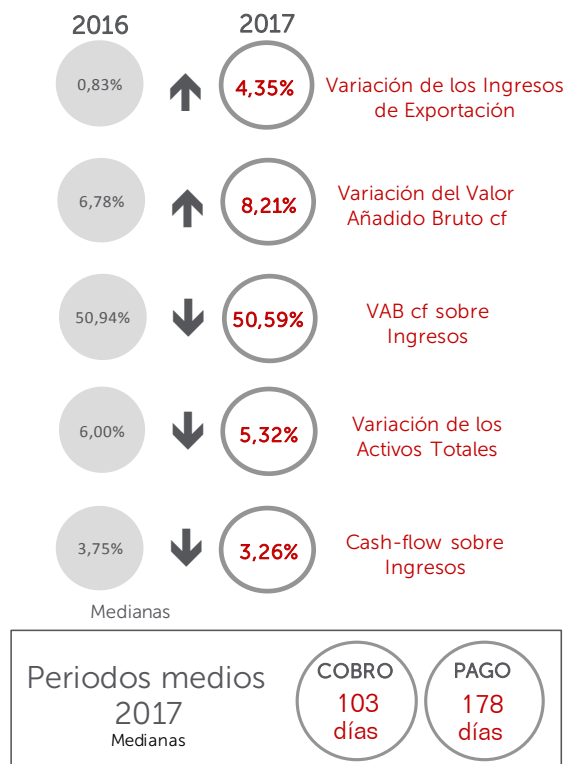 2016
2017
0,83%
4,35%
Variación de los Ingresos
de Exportación
6,78%
8,21%
Variación del Valor
Añadido Bruto cf
50,94%
50,59%
VAB cf sobre
Ingresos
6,00%
5,32%
Variación de los
Activos Totales
3,75%
3,26%
Cash-flow sobre
Ingresos
Medianas
Periodos medios
2017
Medianas
COBRO
103
días
PAGO
178
días